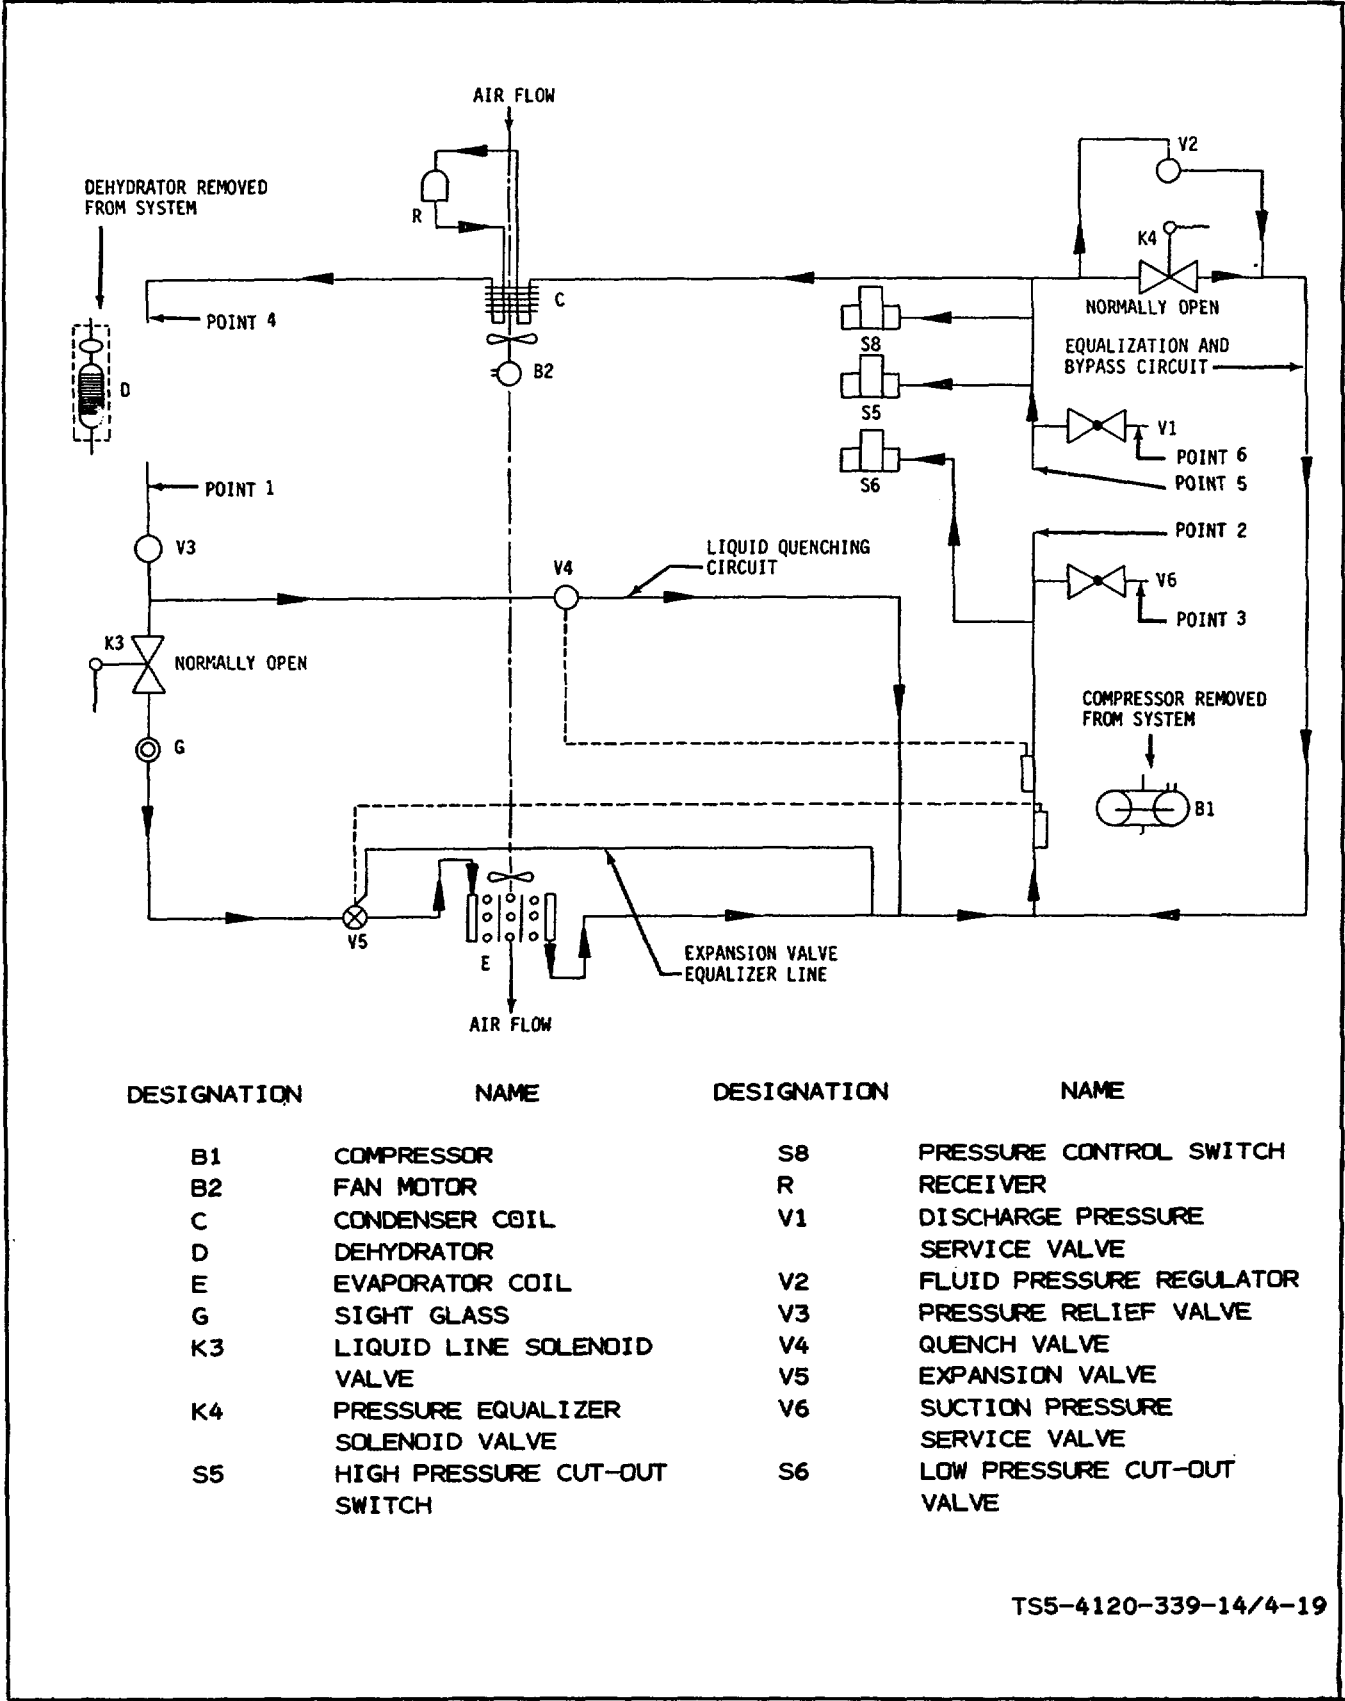 AIR FLOW
V2
DEHYDRATOR REMOVED
FROM SYSTEM
R
K4
C
NORMALLY OPEN
POINT 4
S8
EQUALIZATION AND
BYPASS CIRCUIT
B2
D
S5
V1
POINT 6
POINT 5
S6
POINT 1
POINT 2
V3
LIQUID QUENCHING
CIRCUIT
V4
V6
POINT 3
K3
NORMALLY OPEN
COMPRESSOR REMOVED
FROM SYSTEM
G
B1
V5
E
EXPANSION VALVE
EQUALIZER LINE
AIR FLOW
DESIGNATION NAME DESIGNATION NAME
B1 COMPRESSOR S8 PRESSURE CONTROL SWITCH
B2 FAN MOTOR R RECEIVER
C CONDENSER COIL V1 DISCHARGE PRESSURE
D DEHYDRATOR SERVICE VALVE
E EVAPORATOR COIL V2 FLUID PRESSURE REGULATOR
G SIGHT GLASS V3 PRESSURE RELIEF VALVE
K3 LIQUID LINE SOLENOID V4 QUENCH VALVE
VALVE V5 EXPANSION VALVE
K4 PRESSURE EQUALIZER V6 SUCTION PRESSURE
SOLENOID VALVE SERVICE VALVE
S5 HIGH PRESSURE CUT-OUT S6 LOW PRESSURE CUT-OUT
SWITCH VALVE
TS5-4120-339-14/4-19